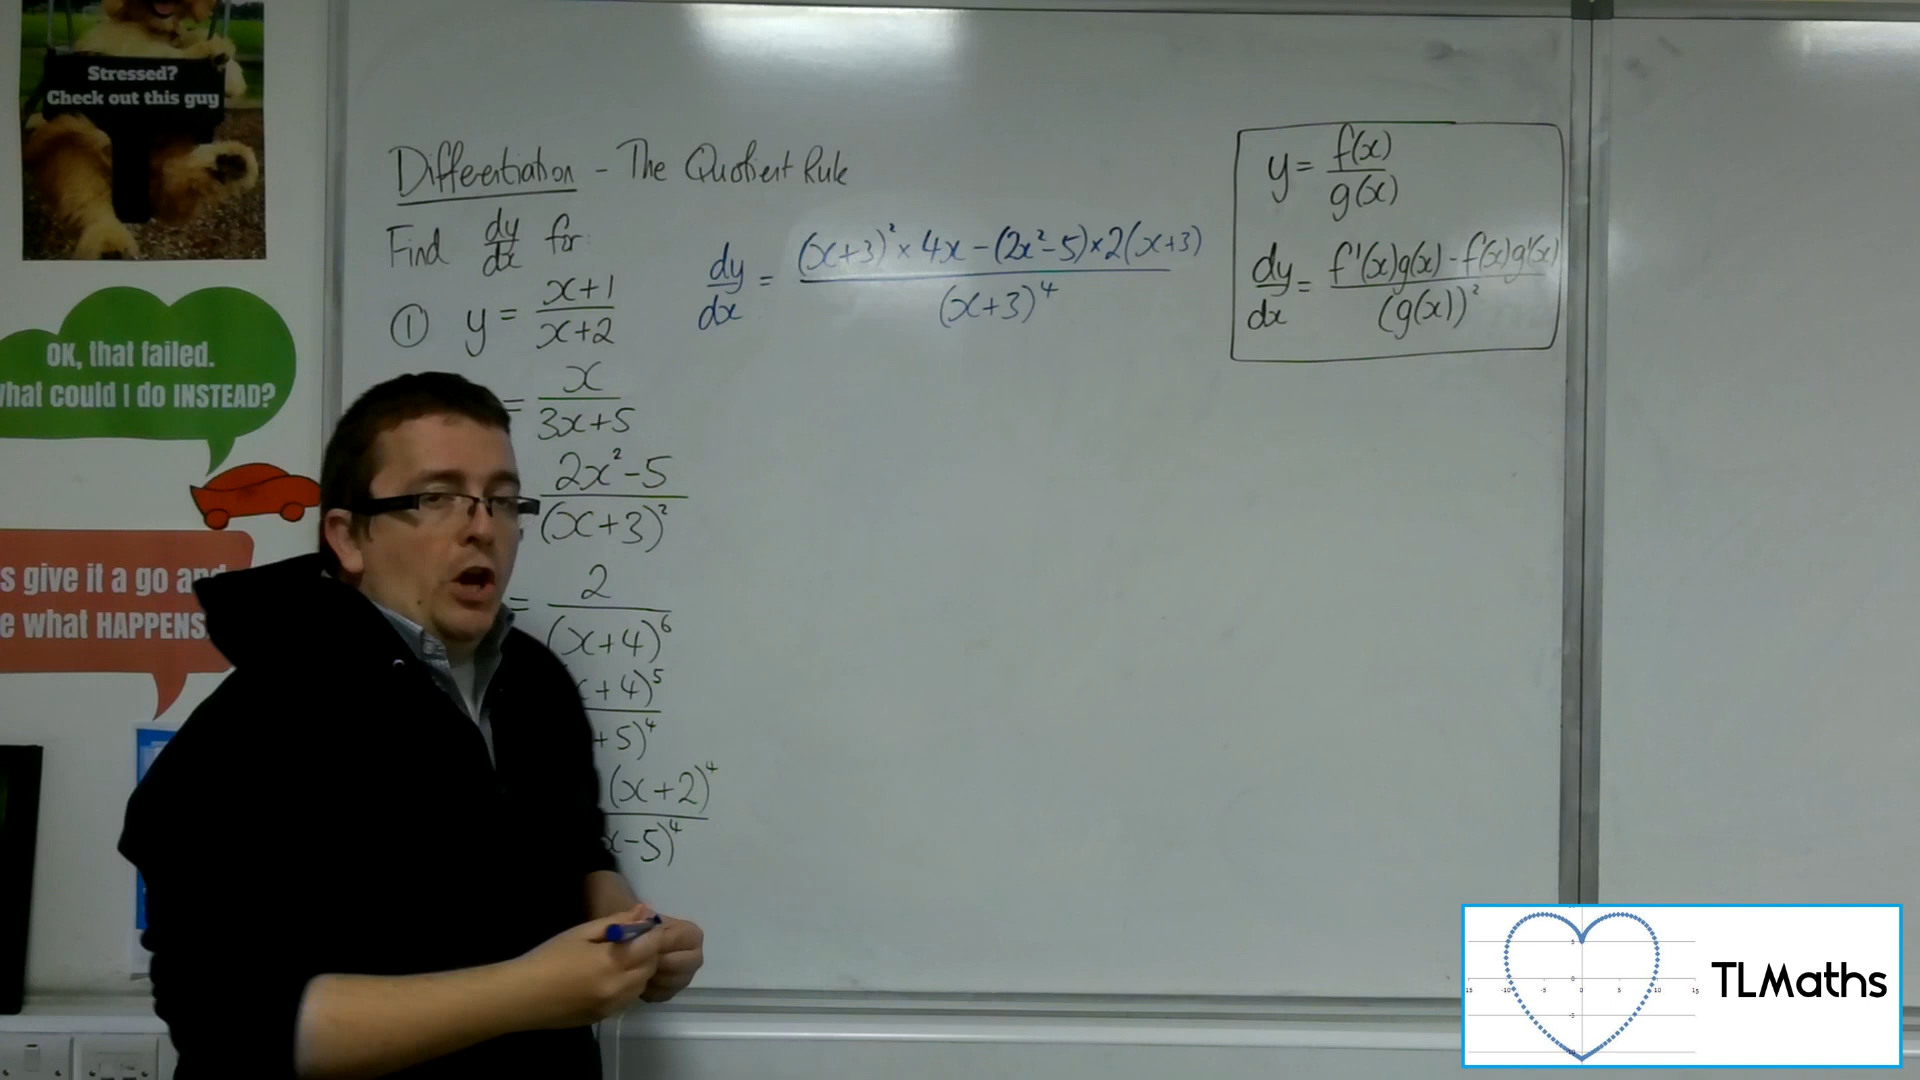 Stressed?
Check out this guy
OK, that failed.
What could I do INSTEAD?
s give it a go and
e what HAPPENS
Differentiation - The Quotient Rule
Find dy/dx for
① y = (x+1)/(x+2)
= x/(3x+5)
(2x²-5)/(x+3)²
= 2/(x+4)⁶
+4)⁵
+5)⁴
(x+2)⁴
x-5)⁴
dy/dx = ((x+3)² × 4x - (2x²-5) × 2(x+3))/(x+3)⁴
y = f(x)/g(x)
dy/dx = (f'(x)g(x) - f(x)g'(x))/(g(x))²
TLMaths